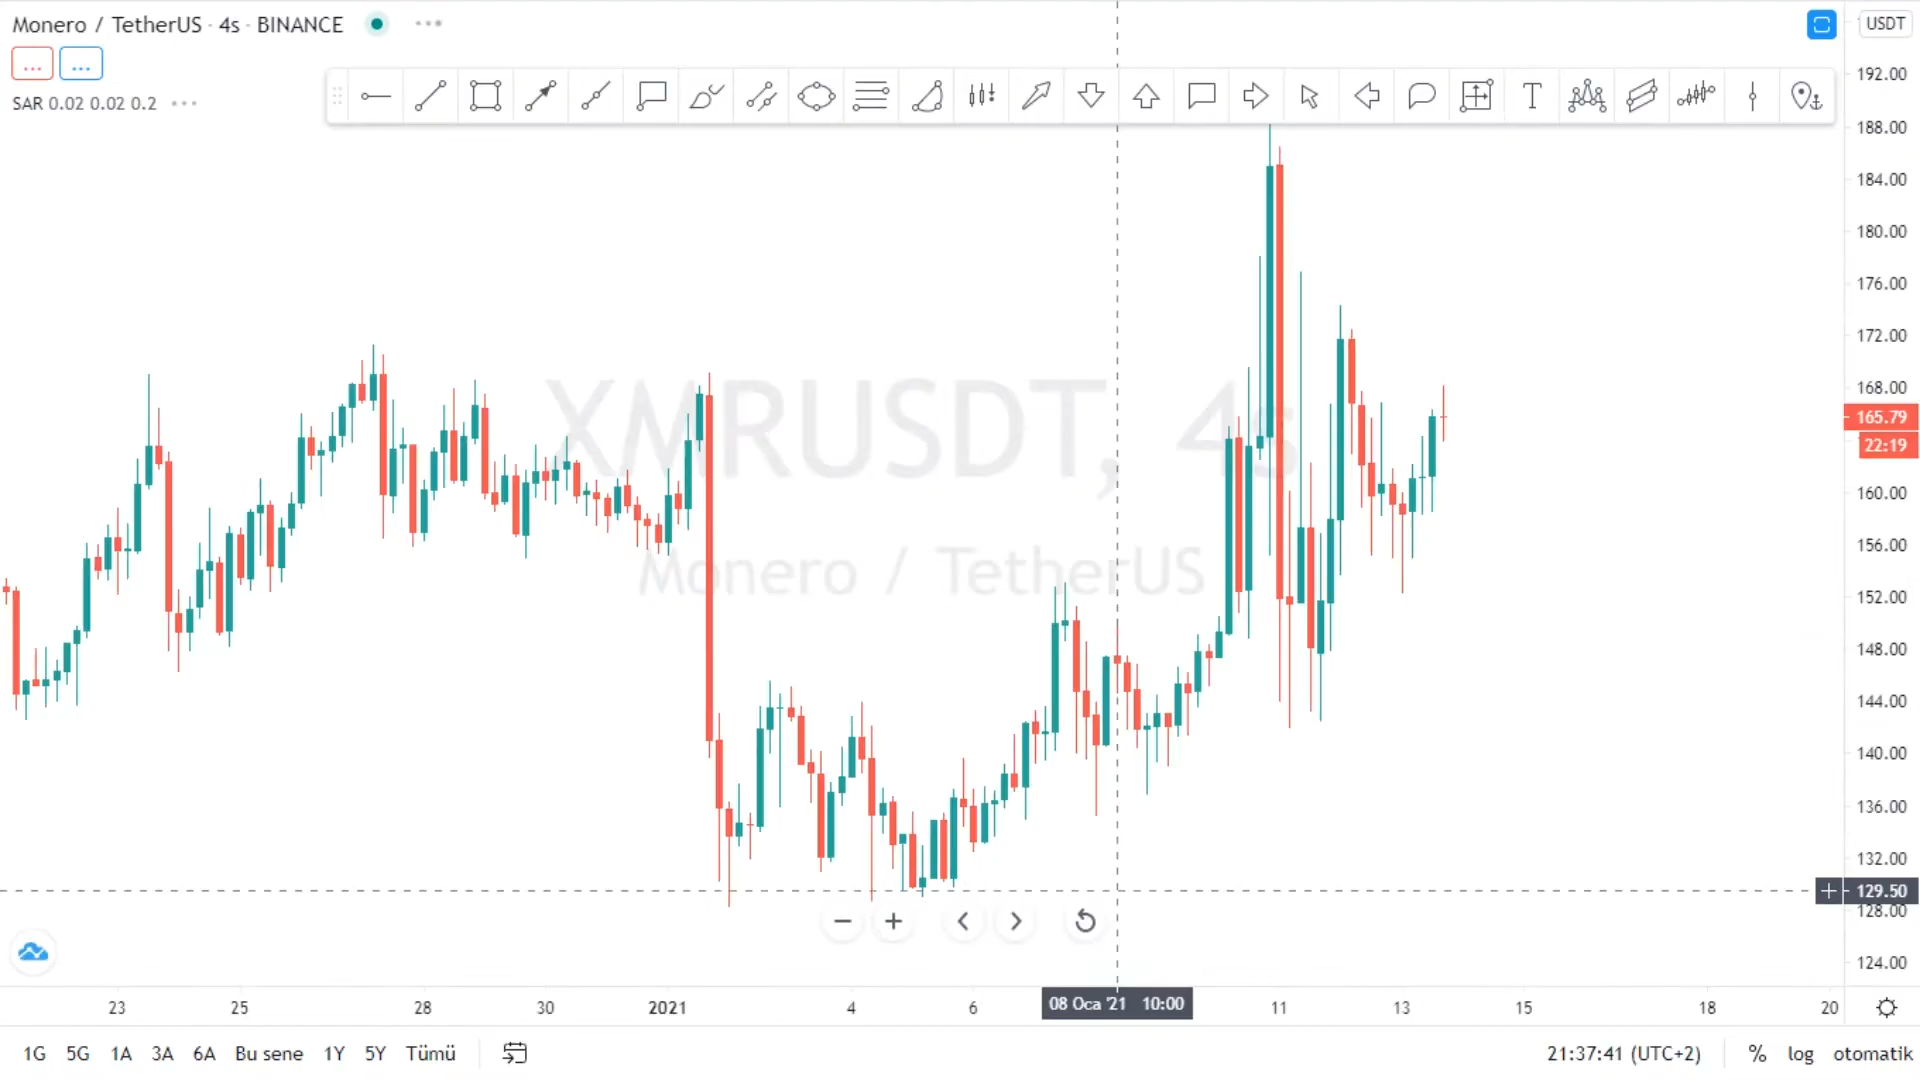 Monero / TetherUS · 4s · BINANCE
USDT
SAR 0.02 0.02 0.2
192.00
188.00
184.00
180.00
176.00
172.00
168.00
165.79
22:19
160.00
156.00
152.00
148.00
144.00
140.00
136.00
132.00
129.50
128.00
124.00
XMRUSDT, 4s
Monero / TetherUS
23 25 28 30 2021 4 6 08 Oca '21 10:00 11 13 15 18 20
1G 5G 1A 3A 6A Bu sene 1Y 5Y Tümü 21:37:41 (UTC+2) % log otomatik